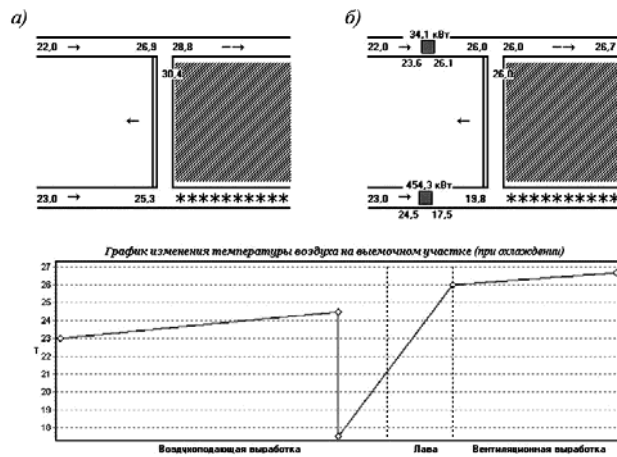 а)
б)
34,1 кВт
22,0 → 26,9 28,8 -→
22,0 → 26,0 26,0 → 26,7
30,4
23,6 26,1
26,0
←
←
454,3 кВт
23,0 → 25,3 **********
23,0 → 19,8 **********
24,5 17,5
График изменения температуры воздуха на выемочном участке (при охлаждении)
27
26
25
24
23
Т
22
21
20
19
18
Воздухоподающая выработка Лава Вентиляционная выработка